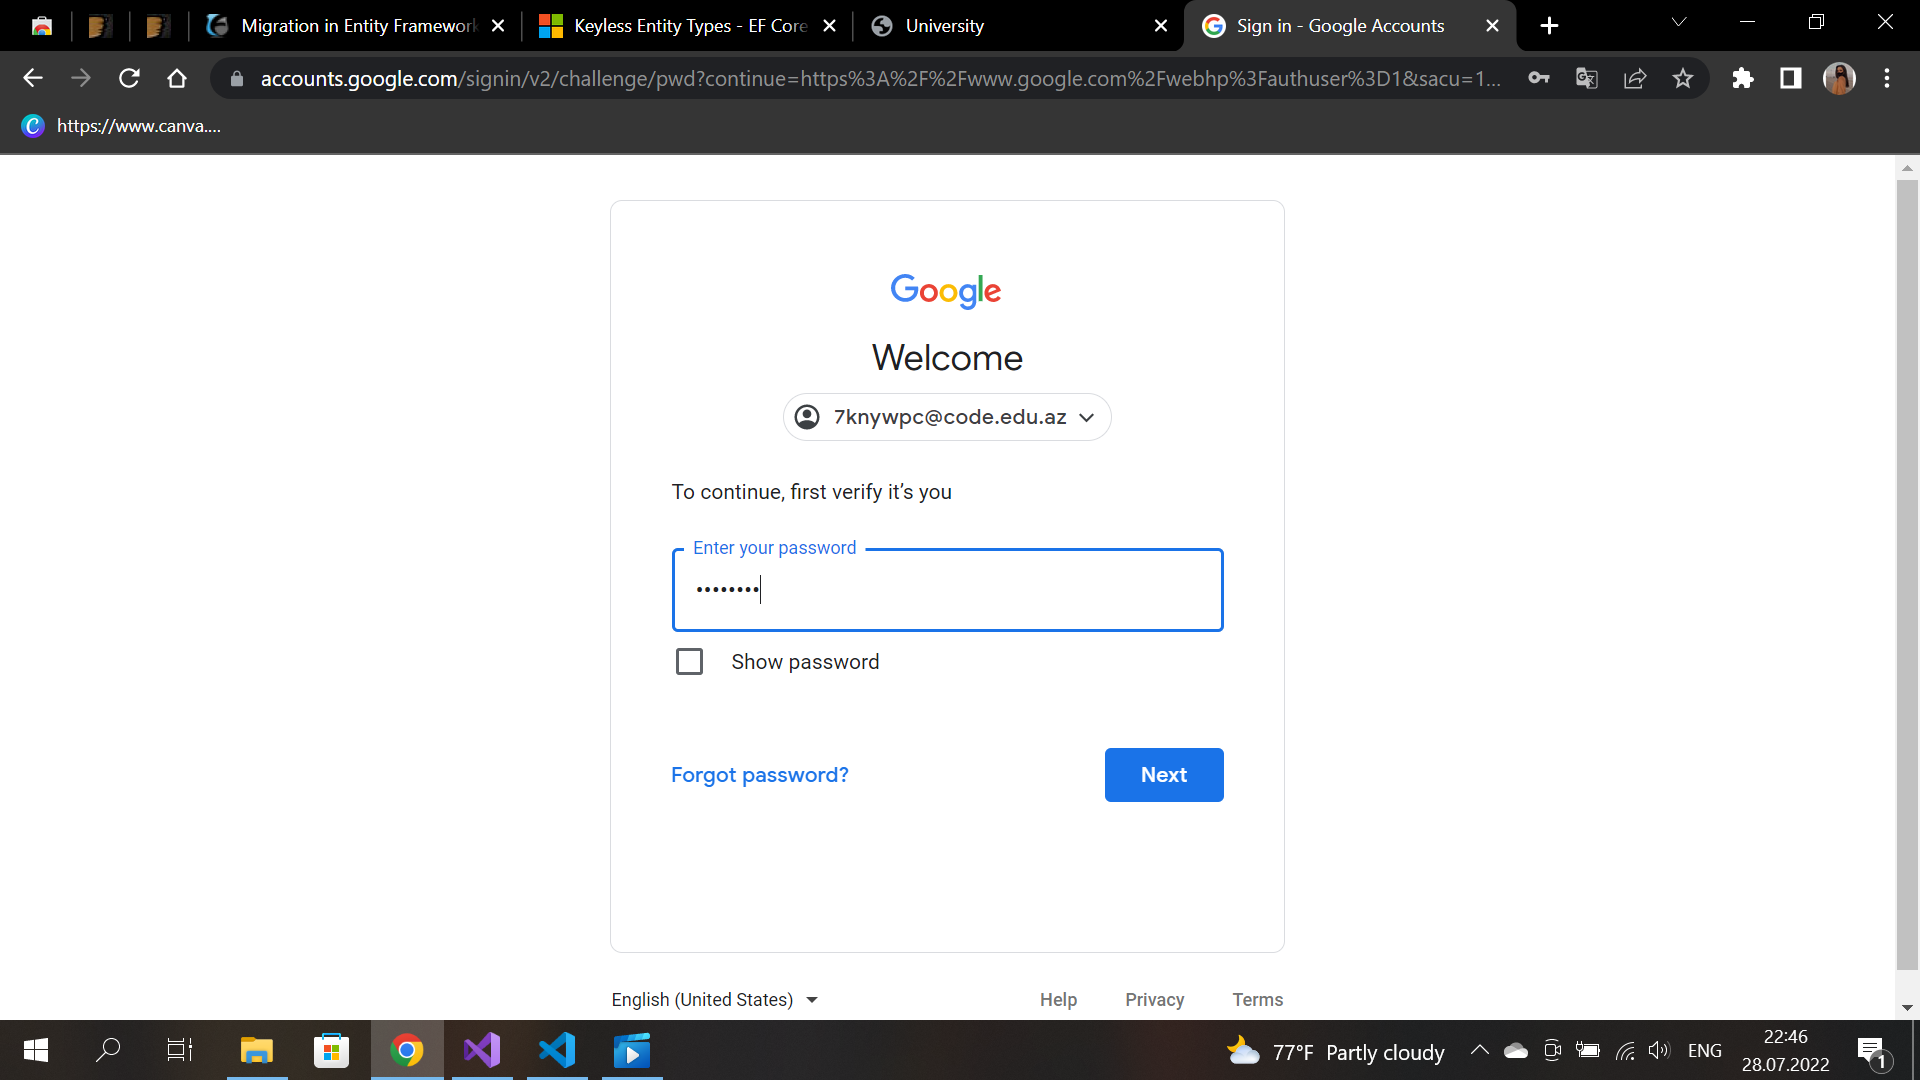 Migration in Entity Framework
Keyless Entity Types - EF Core
University
Sign in - Google Accounts
accounts.google.com/signin/v2/challenge/pwd?continue=https%3A%2F%2Fwww.google.com%2Fwebhp%3Fauthuser%3D1&sacu=1...
https://www.canva....
Google
Welcome
7knywpc@code.edu.az
To continue, first verify it’s you
Enter your password
••••••••
Show password
Forgot password?
Next
English (United States)
Help
Privacy
Terms
77°F Partly cloudy
ENG
22:46
28.07.2022
1